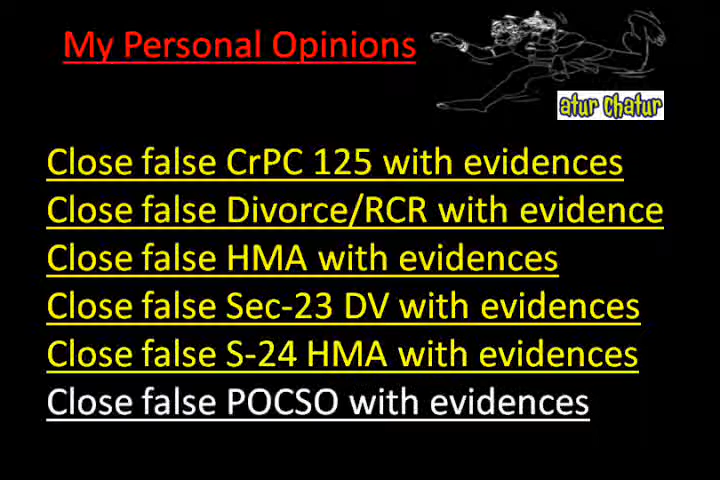 My Personal Opinions
atur Chatur
Close false CrPC 125 with evidences
Close false Divorce/RCR with evidence
Close false HMA with evidences
Close false Sec-23 DV with evidences
Close false S-24 HMA with evidences
Close false POCSO with evidences